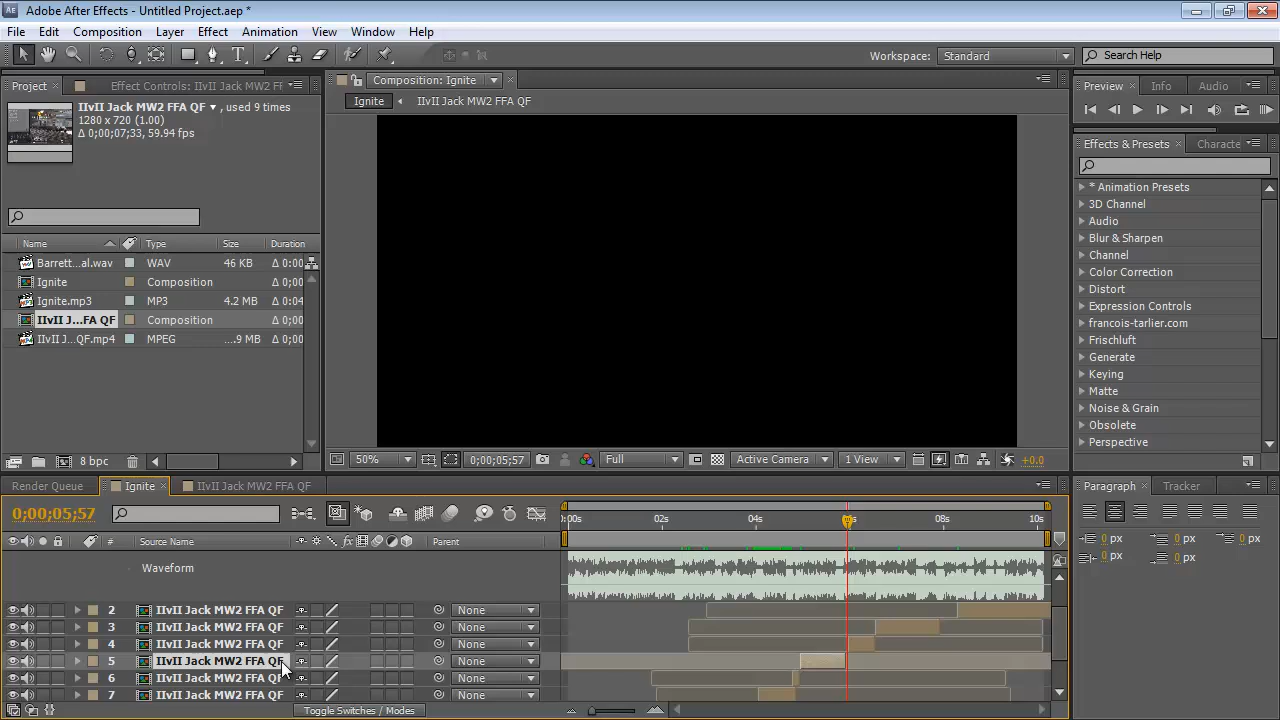 Adobe After Effects - Untitled Project.aep *
File Edit Composition Layer Effect Animation View Window Help
Workspace: Standard Search Help
Project Effect Controls: IIvII Jack MW2 FF
IIvII Jack MW2 FFA QF , used 9 times
1280 x 720 (1.00)
Δ 0;00;07;33, 59.94 fps
Composition: Ignite
Ignite IIvII Jack MW2 FFA QF
Preview Info Audio
Effects & Presets Characte
* Animation Presets
3D Channel
Audio
Blur & Sharpen
Channel
Color Correction
Distort
Expression Controls
francois-tarlier.com
Frischluft
Generate
Keying
Matte
Noise & Grain
Obsolete
Perspective
Name Type Size Duration
Barrett...al.wav WAV 46 KB Δ 0:00
Ignite Composition Δ 0;00
Ignite.mp3 MP3 4.2 MB Δ 0:04
IIvII J...FA QF Composition Δ 0;00
IIvII J...QF.mp4 MPEG ....9 MB Δ 0;00
8 bpc
50% 0;00;05;57 Full Active Camera 1 View +0.0
Render Queue Ignite IIvII Jack MW2 FFA QF
0;00;05;57
:00s 02s 04s 08s 10s
# Source Name Parent
Waveform
2 IIvII Jack MW2 FFA QF None
3 IIvII Jack MW2 FFA QF None
4 IIvII Jack MW2 FFA QF None
5 IIvII Jack MW2 FFA QF None
6 IIvII Jack MW2 FFA QF None
7 IIvII Jack MW2 FFA QF None
Toggle Switches / Modes
Paragraph Tracker
0 px 0 px 0 px
0 px 0 px